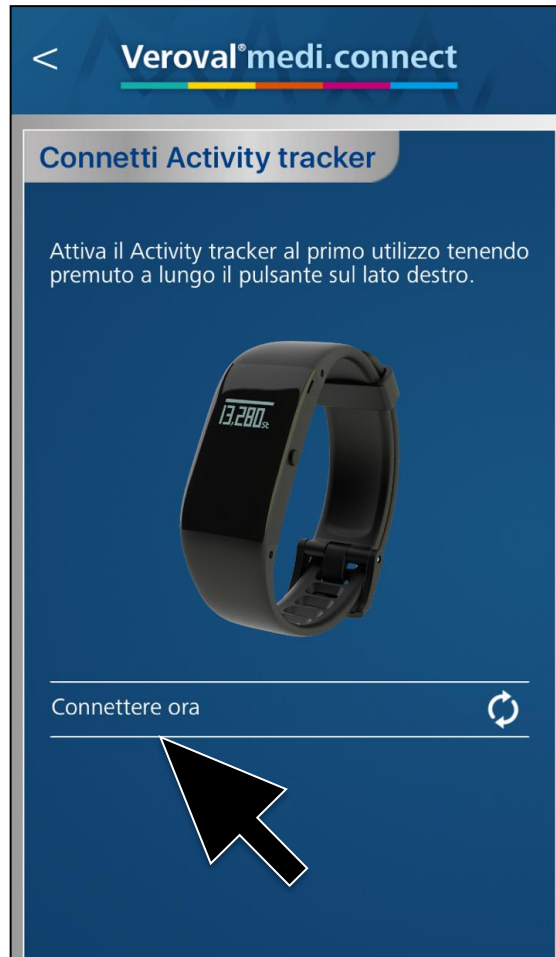 <
Veroval®medi.connect
Connetti Activity tracker
Attiva il Activity tracker al primo utilizzo tenendo
premuto a lungo il pulsante sul lato destro.
13,280St
Connettere ora